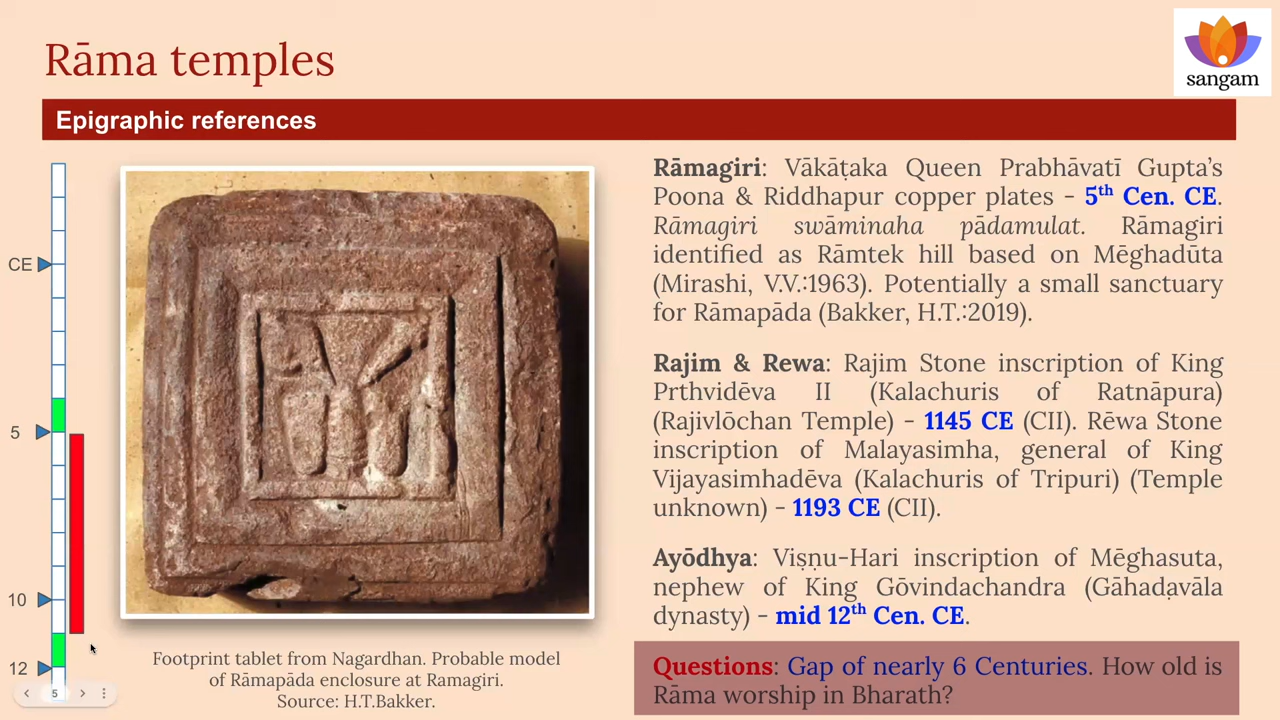 Rāma temples
sangam
Epigraphic references
CE
5
10
12
5
Footprint tablet from Nagardhan. Probable model
of Rāmapāda enclosure at Ramagiri.
Source: H.T.Bakker.
Rāmagiri: Vākāṭaka Queen Prabhāvatī Gupta’s
Poona & Riddhapur copper plates - 5th Cen. CE.
Rāmagiri swāminaha pādamulat. Rāmagiri
identified as Rāmtek hill based on Mēghadūta
(Mirashi, V.V.:1963). Potentially a small sanctuary
for Rāmapāda (Bakker, H.T.:2019).
Rajim & Rewa: Rajim Stone inscription of King
Prthvidēva II (Kalachuris of Ratnāpura)
(Rajivlōchan Temple) - 1145 CE (CII). Rēwa Stone
inscription of Malayasimha, general of King
Vijayasimhadēva (Kalachuris of Tripuri) (Temple
unknown) - 1193 CE (CII).
Ayōdhya: Viṣṇu-Hari inscription of Mēghasuta,
nephew of King Gōvindachandra (Gāhaḍavāla
dynasty) - mid 12th Cen. CE.
Questions: Gap of nearly 6 Centuries. How old is
Rāma worship in Bharath?